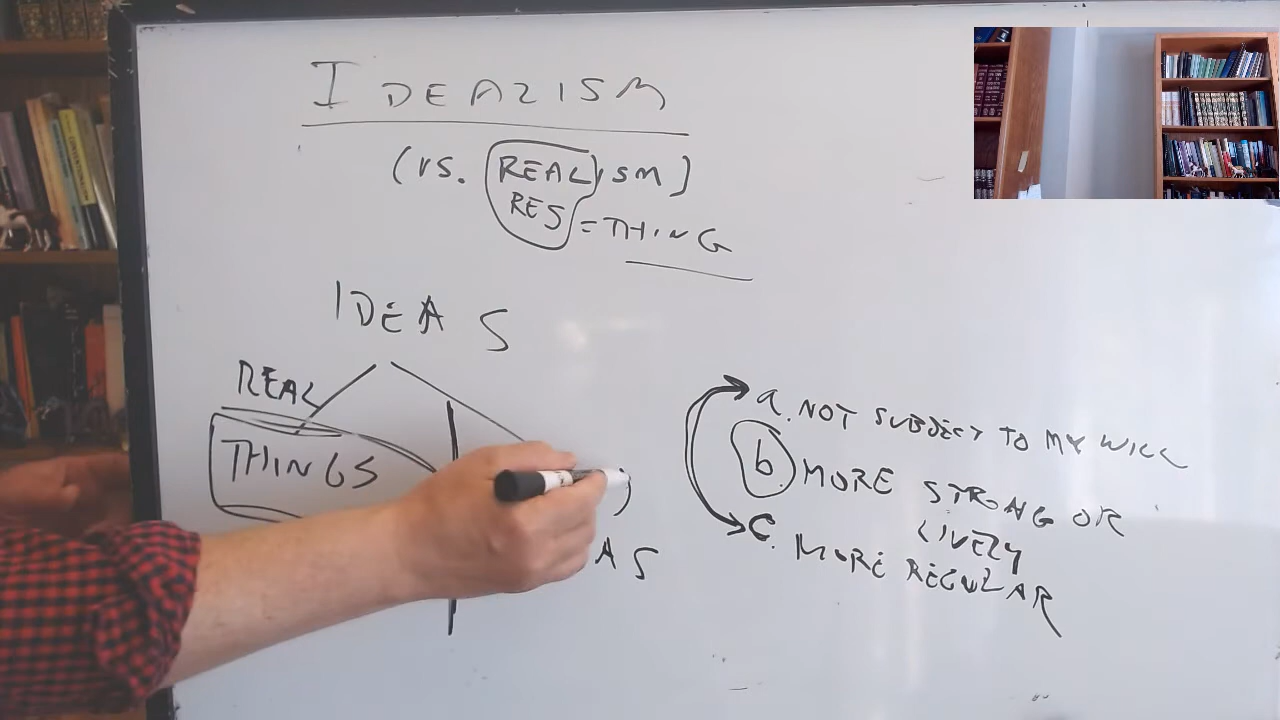 IDEALISM
(VS. REALISM)
RES = THING
IDEAS
REAL
THINGS
a. NOT SUBJECT TO MY WILL
b. MORE STRONG OR
LIVELY
c. MORE REGULAR